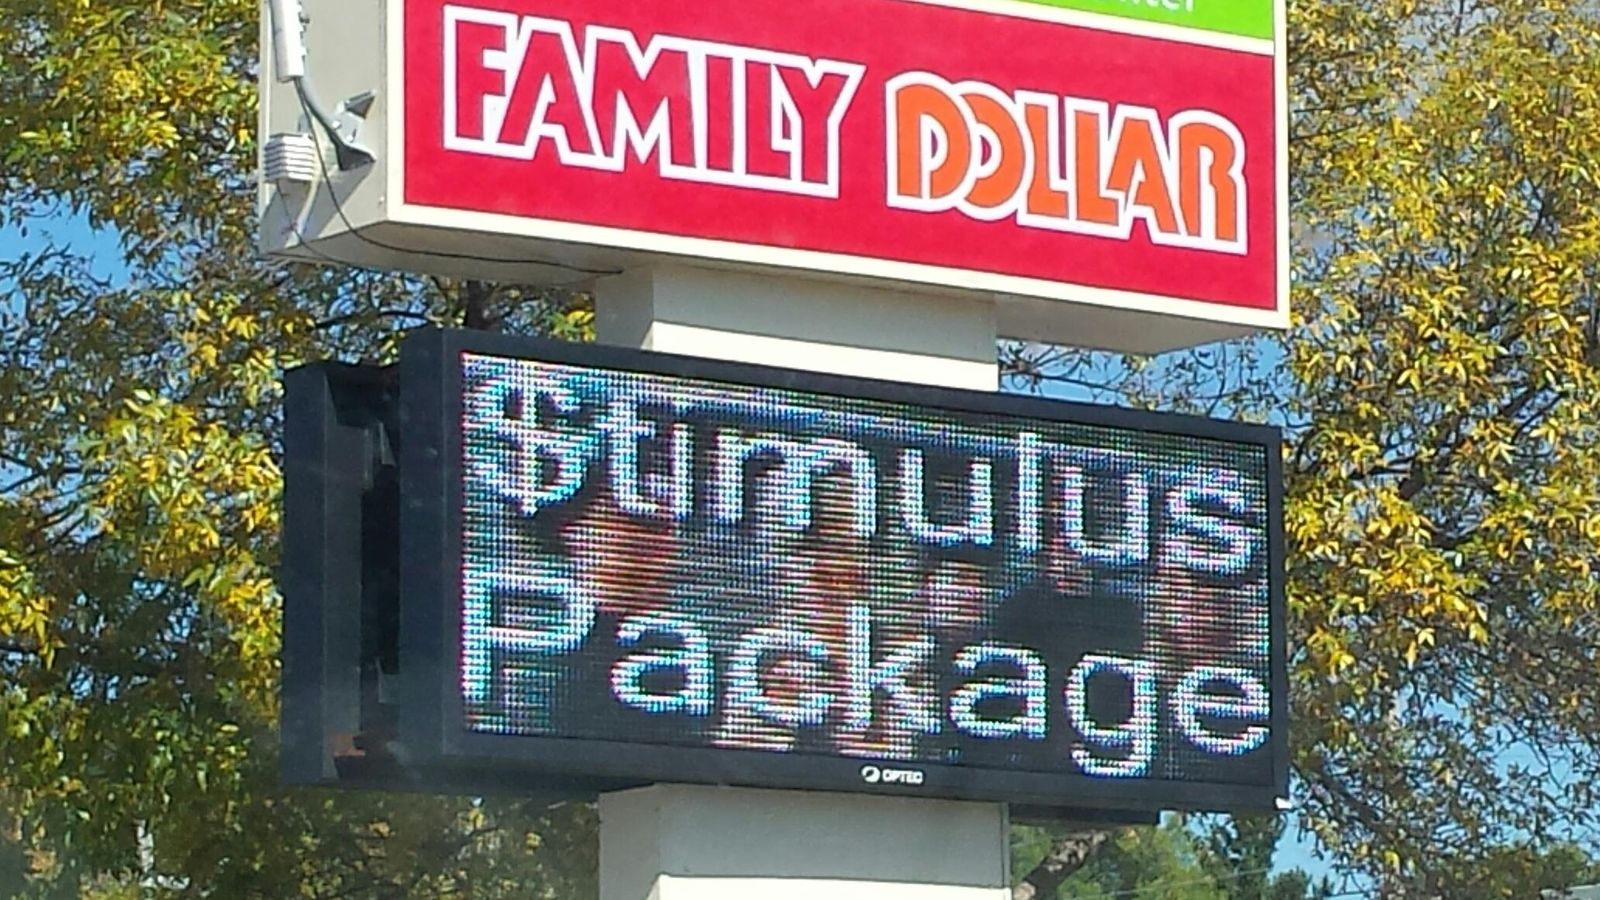 FAMILY DOLLAR
$timulus
Package
OPTEC